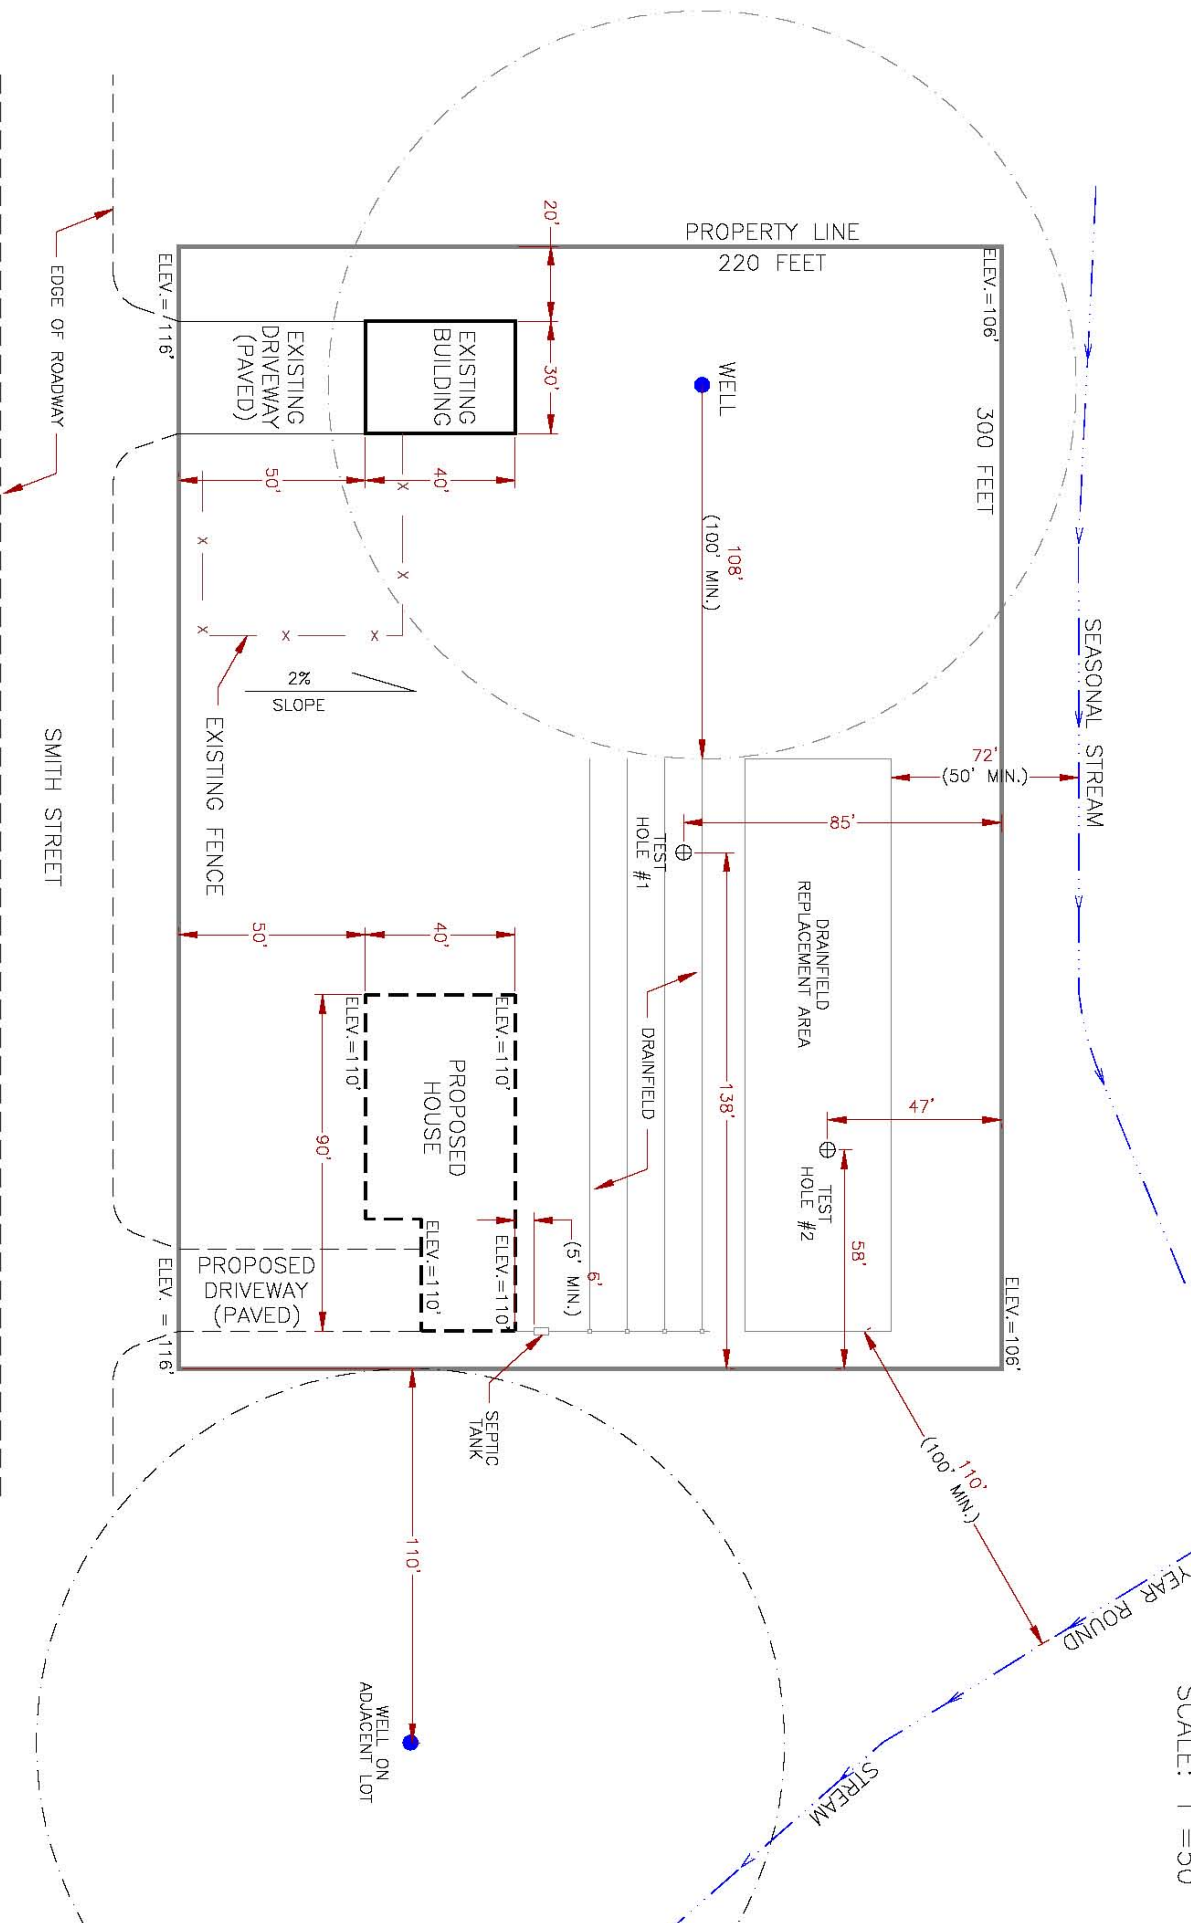 PROPERTY LINE
220 FEET
20'
ELEV.=106'
ELEV.= 116'
EDGE OF ROADWAY
EXISTING
DRIVEWAY
(PAVED)
EXISTING
BUILDING
30'
WELL
300 FEET
50'
40'
108'
(100' MIN.)
SEASONAL STREAM
2%
SLOPE
EXISTING FENCE
SMITH STREET
72'
(50' MIN.)
85'
TEST
HOLE #1
DRAINFIELD
REPLACEMENT AREA
50'
40'
ELEV.=110'
ELEV.=110'
DRAINFIELD
138'
47'
PROPOSED
HOUSE
90'
TEST
HOLE #2
58'
6'
(5' MIN.)
ELEV.=110'
ELEV.=110'
PROPOSED
DRIVEWAY
(PAVED)
ELEV. = 116'
ELEV.=106'
SEPTIC
TANK
110'
(100' MIN.)
110'
YEAR ROUND
STREAM
WELL ON
ADJACENT LOT
SCALE: 1"=50'
X
X
X
X
X
X
X